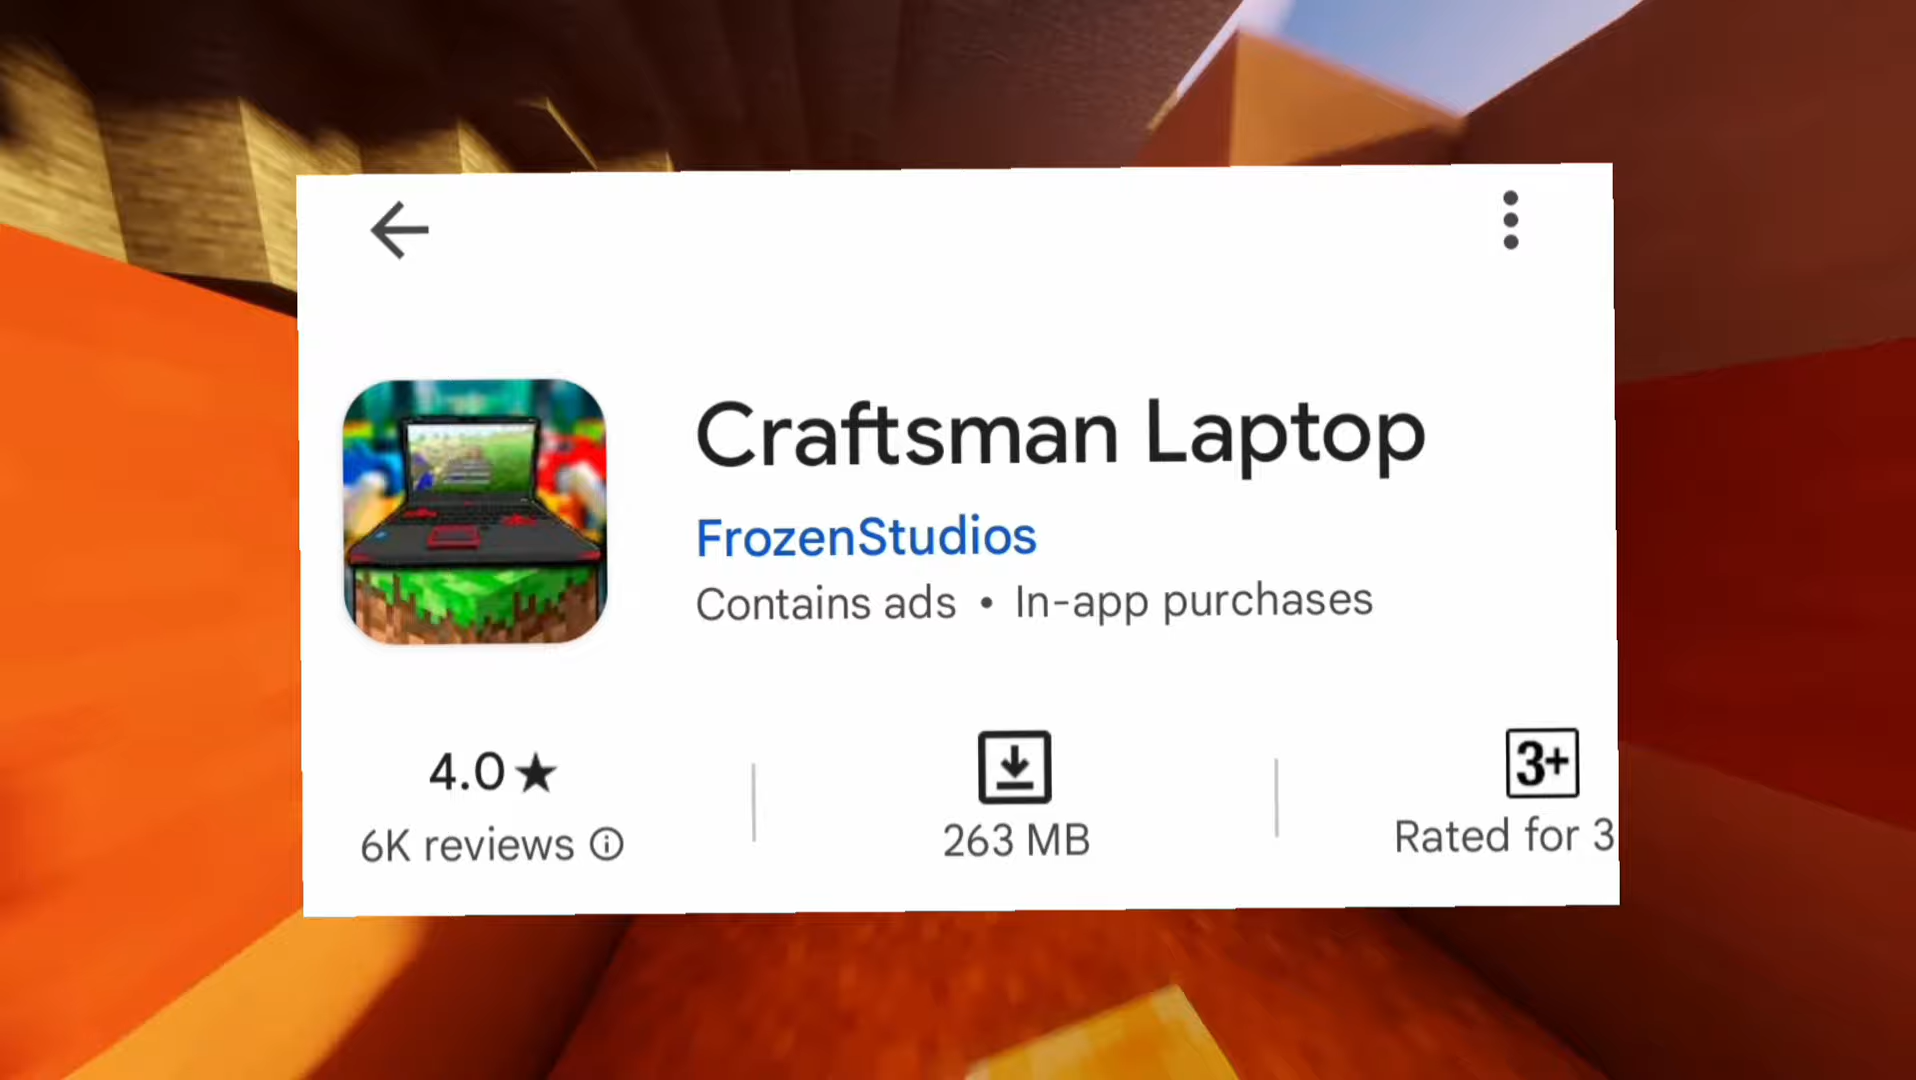 Craftsman Laptop
FrozenStudios
Contains ads • In-app purchases
4.0★
6K reviews
263 MB
3+
Rated for 3